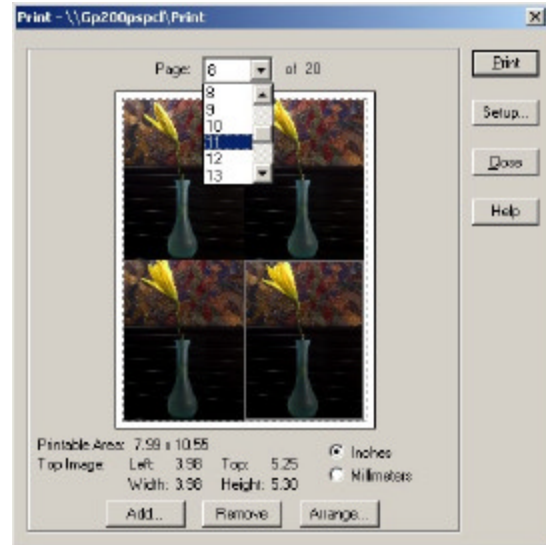 Print - \\Gp200pspcl\Print
Page: 8 of 20
8
9
10
11
12
13
Print
Setup...
Close
Help
Printable Area: 7.99 x 10.55
Top Image: Left: 3.98 Top: 5.25
Width: 3.98 Height: 5.30
Inches
Millimeters
Add... Remove Arrange...